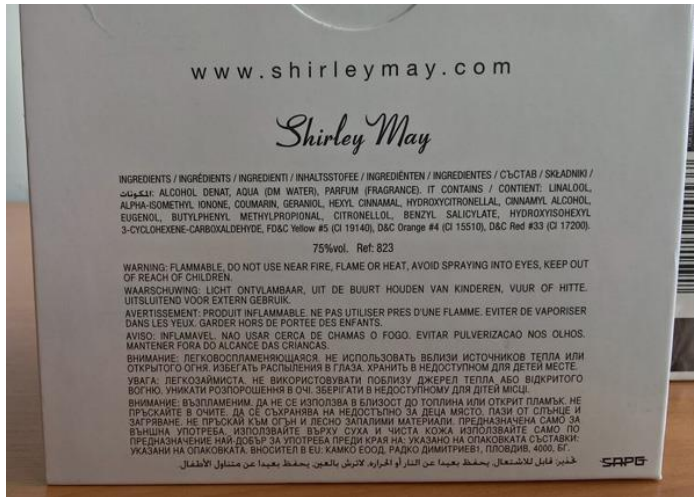 www.shirleymay.com
Shirley May
INGREDIENTS / INGRÉDIENTS / INGREDIENTI / INHALTSSTOFEE / INGREDIËNTEN / INGREDIENTES / СЪСТАВ / SKŁADNIKI /
المكونات: ALCOHOL DENAT, AQUA (DM WATER), PARFUM (FRAGRANCE). IT CONTAINS / CONTIENT: LINALOOL,
ALPHA-ISOMETHYL IONONE, COUMARIN, GERANIOL, HEXYL CINNAMAL, HYDROXYCITRONELLAL, CINNAMYL ALCOHOL,
EUGENOL, BUTYLPHENYL METHYLPROPIONAL, CITRONELLOL, BENZYL SALICYLATE, HYDROXYISOHEXYL
3-CYCLOHEXENE-CARBOXALDEHYDE, FD&C Yellow #5 (CI 19140), D&C Orange #4 (CI 15510), D&C Red #33 (CI 17200).
75%vol. Ref: 823
WARNING: FLAMMABLE, DO NOT USE NEAR FIRE, FLAME OR HEAT, AVOID SPRAYING INTO EYES, KEEP OUT
OF REACH OF CHILDREN.
WAARSCHUWING: LICHT ONTVLAMBAAR, UIT DE BUURT HOUDEN VAN KINDEREN, VUUR OF HITTE.
UITSLUITEND VOOR EXTERN GEBRUIK.
AVERTISSEMENT: PRODUIT INFLAMMABLE. NE PAS UTILISER PRES D'UNE FLAMME. EVITER DE VAPORISER
DANS LES YEUX. GARDER HORS DE PORTEE DES ENFANTS.
AVISO: INFLAMAVEL. NAO USAR CERCA DE CHAMAS O FOGO. EVITAR PULVERIZACAO NOS OLHOS.
MANTENER FORA DO ALCANCE DAS CRIANCAS.
ВНИМАНИЕ: ЛЕГКОВОСПЛАМЕНЯЮЩАЯСЯ. НЕ ИСПОЛЬЗОВАТЬ ВБЛИЗИ ИСТОЧНИКОВ ТЕПЛА ИЛИ
ОТКРЫТОГО ОГНЯ. ИЗБЕГАТЬ РАСПЫЛЕНИЯ В ГЛАЗА. ХРАНИТЬ В НЕДОСТУПНОМ ДЛЯ ДЕТЕЙ МЕСТЕ.
УВАГА: ЛЕГКОЗАЙМИСТА. НЕ ВИКОРИСТОВУВАТИ ПОБЛИЗУ ДЖЕРЕЛ ТЕПЛА АБО ВІДКРИТОГО
ВОГНЮ. УНИКАТИ РОЗПОРОШЕННЯ В ОЧІ. ЗБЕРІГАТИ В НЕДОСТУПНОМУ ДЛЯ ДІТЕЙ МІСЦІ.
ВНИМАНИЕ: ВЪЗПЛАМЕНИМ. ДА НЕ СЕ ИЗПОЛЗВА В БЛИЗОСТ ДО ТОПЛИНА ИЛИ ОТКРИТ ПЛАМЪК. НЕ
ПРЪСКАЙТЕ В ОЧИТЕ. ДА СЕ СЪХРАНЯВА НА НЕДОСТЪПНО ЗА ДЕЦА МЯСТО. ПАЗИ ОТ СЛЪНЦЕ И
ЗАГРЯВАНЕ. НЕ ПРЪСКАЙ КЪМ ОГЪН И ЛЕСНО ЗАПАЛИМИ МАТЕРИАЛИ. ПРЕДНАЗНАЧЕНА САМО ЗА
ВЪНШНА УПОТРЕБА. ИЗПОЛЗВАЙТЕ ВЪРХУ СУХА И ЧИСТА КОЖА ИЗПОЛЗВАЙТЕ САМО ПО
ПРЕДНАЗНАЧЕНИЕ НАЙ-ДОБЪР ЗА УПОТРЕБА ПРЕДИ КРАЯ НА: УКАЗАНО НА ОПАКОВКАТА СЪСТАВКИ:
УКАЗАНИ НА ОПАКОВКАТА. ВНОСИТЕЛ В EU: КАМКО ЕООД, РАДКО ДИМИТРИЕВ1, ПЛОВДИВ, 4000, БГ.
تحذير: قابل للاشتعال. يحفظ بعيدا عن النار أو الحرارة. لاترش بالعين. يحفظ بعيدا عن متناول الأطفال.
SAPG